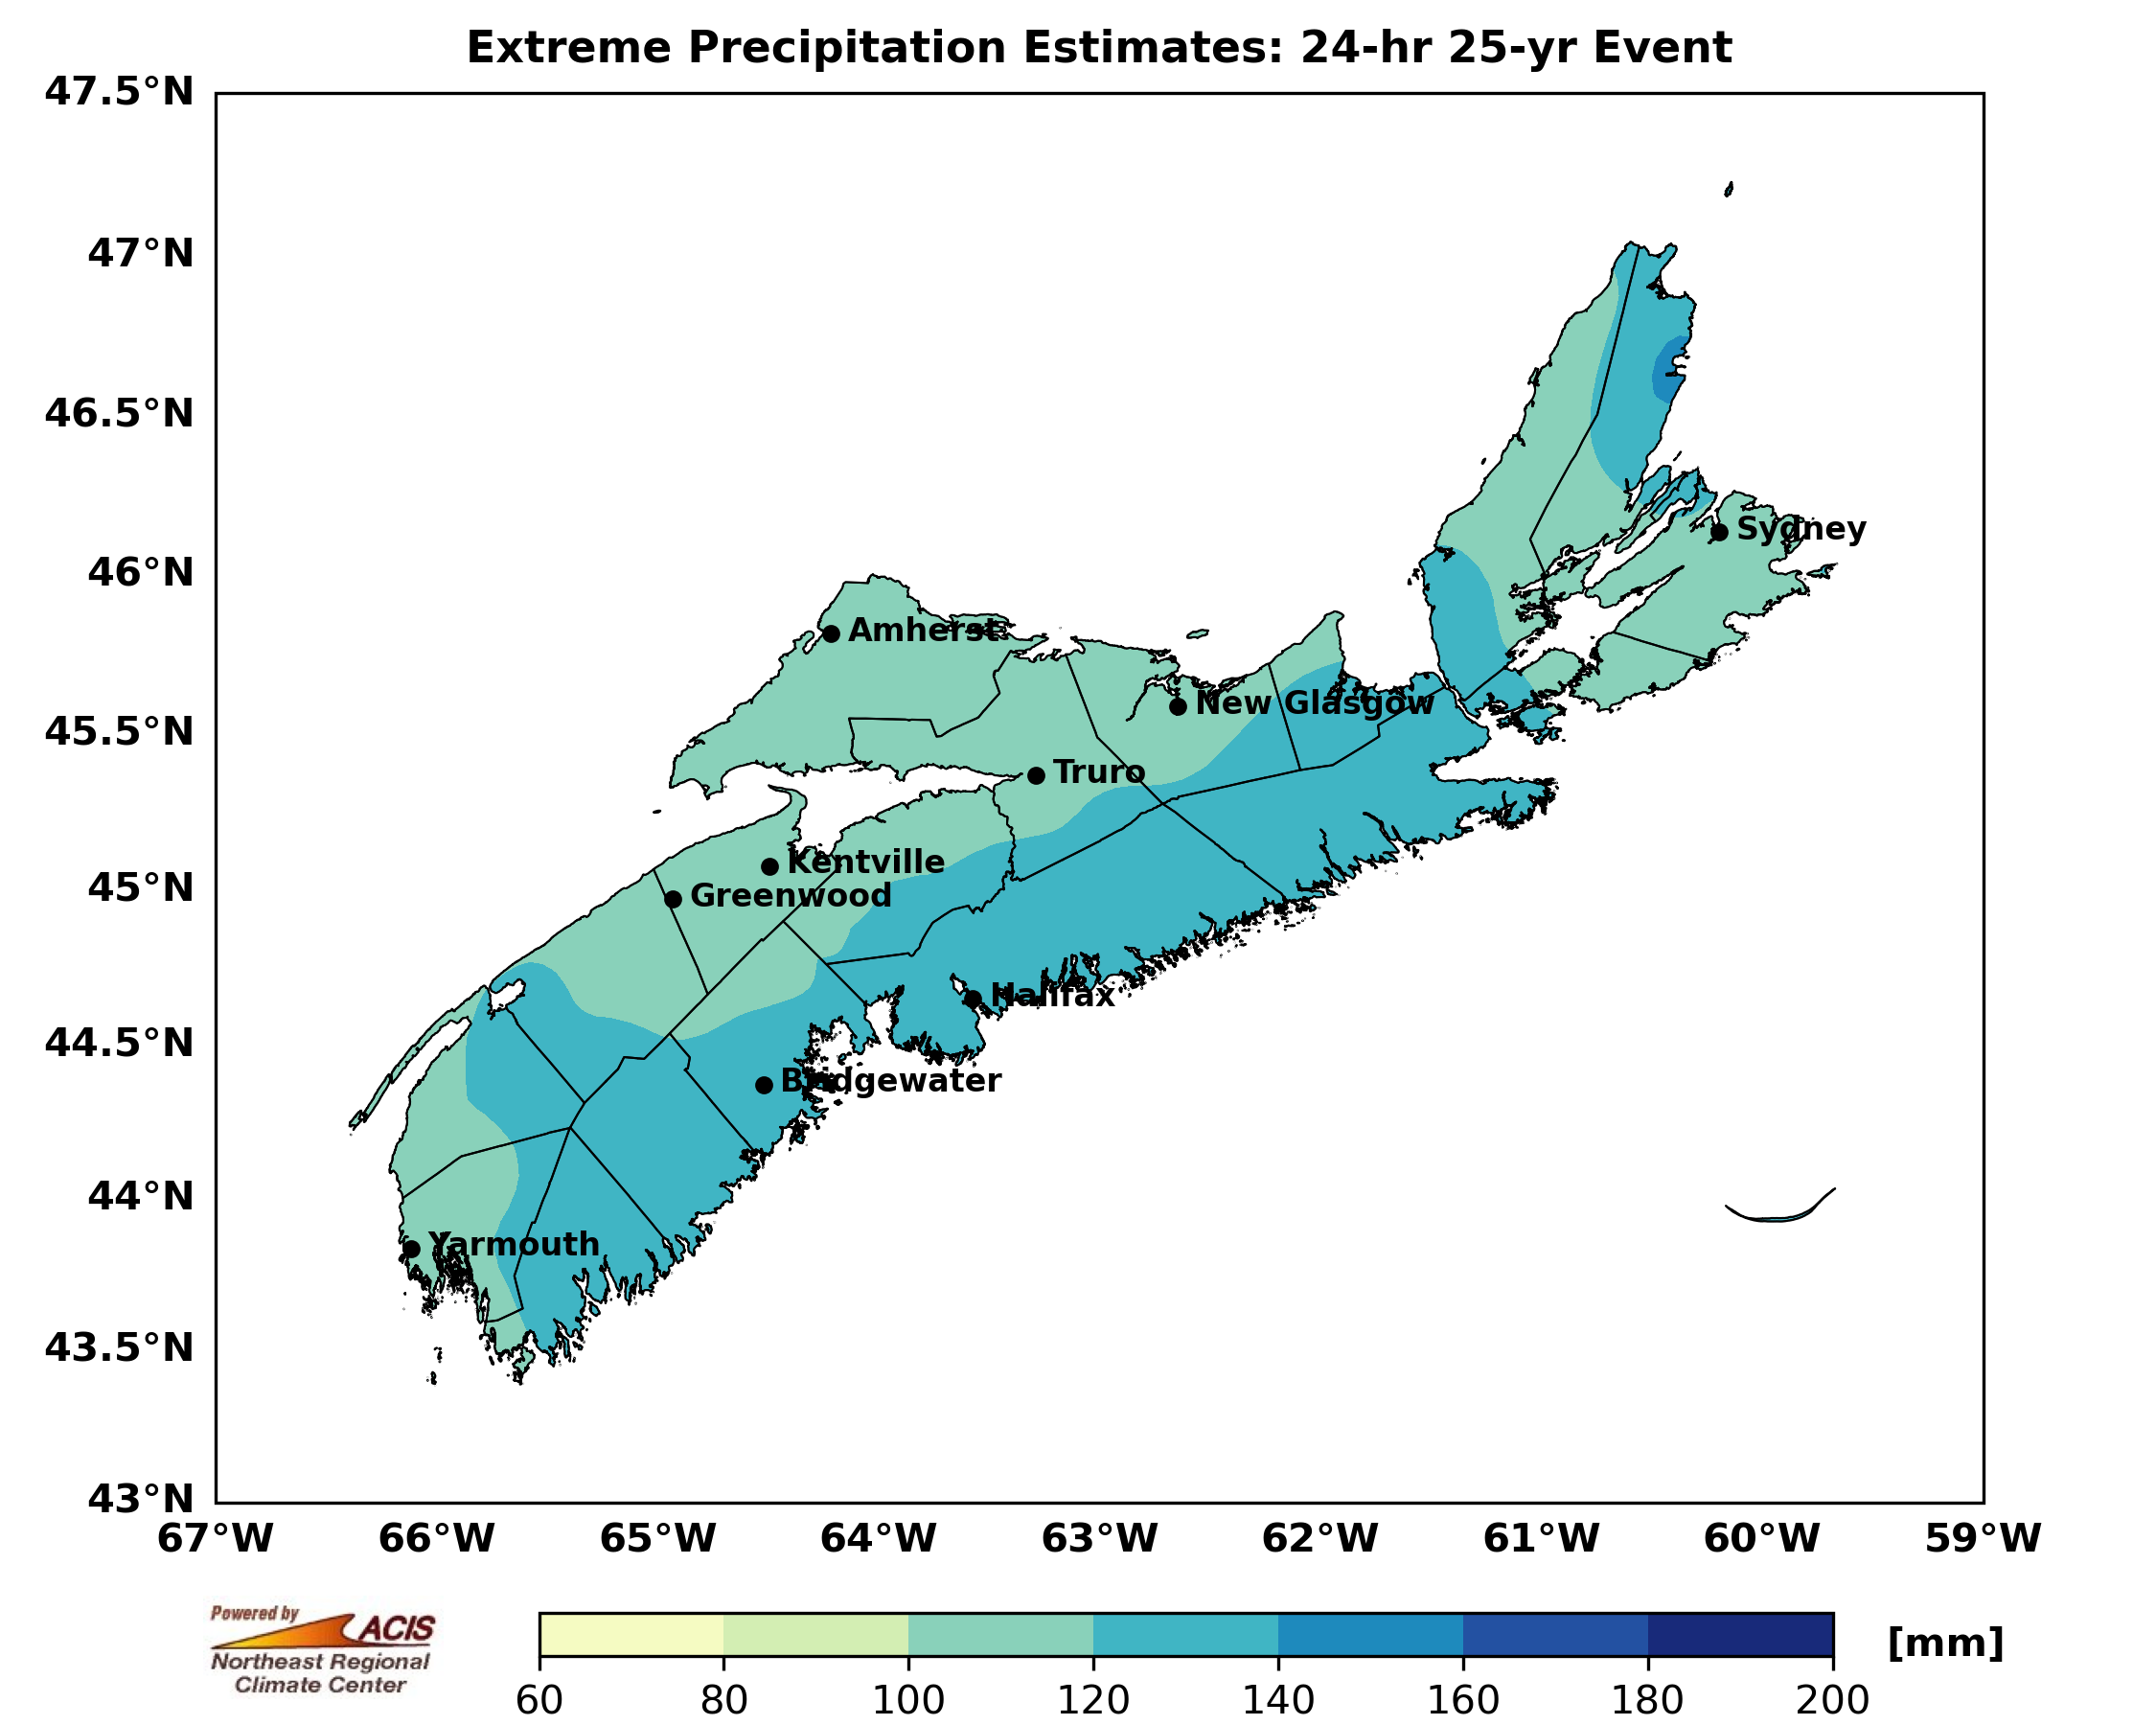 Extreme Precipitation Estimates: 24-hr 25-yr Event
47.5°N
47°N
46.5°N
46°N
45.5°N
45°N
44.5°N
44°N
43.5°N
43°N
Sydney
Amherst
New Glasgow
Truro
Kentville
Greenwood
Halifax
Bridgewater
Yarmouth
67°W 66°W 65°W 64°W 63°W 62°W 61°W 60°W 59°W
Powered by
ACIS
Northeast Regional
Climate Center
[mm]
60 80 100 120 140 160 180 200